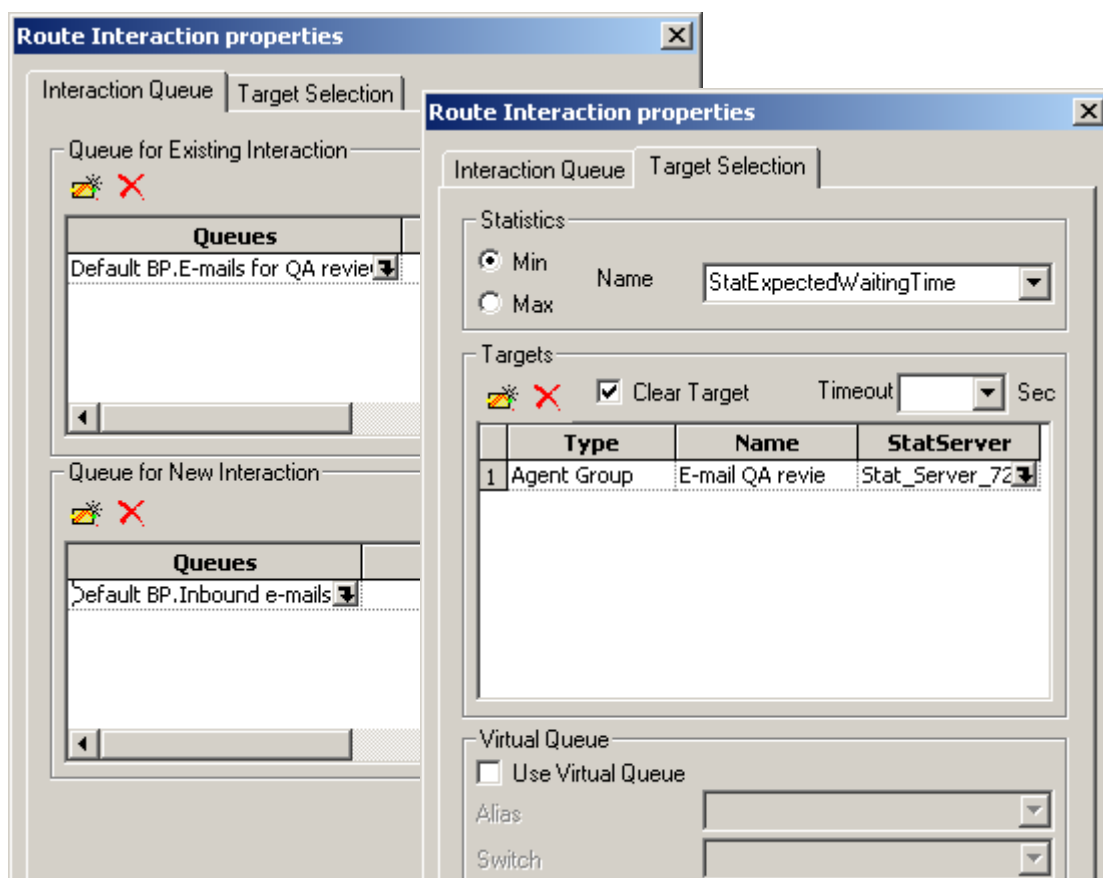 Route Interaction properties
Interaction Queue
Target Selection
Queue for Existing Interaction
Queues
Default BP.E-mails for QA revie
Queue for New Interaction
Queues
Default BP.Inbound e-mails
Route Interaction properties
Interaction Queue
Target Selection
Statistics
Min
Max
Name
StatExpectedWaitingTime
Targets
Clear Target
Timeout
Sec
Type Name StatServer
1 Agent Group E-mail QA revie Stat_Server_72
Virtual Queue
Use Virtual Queue
Alias
Switch